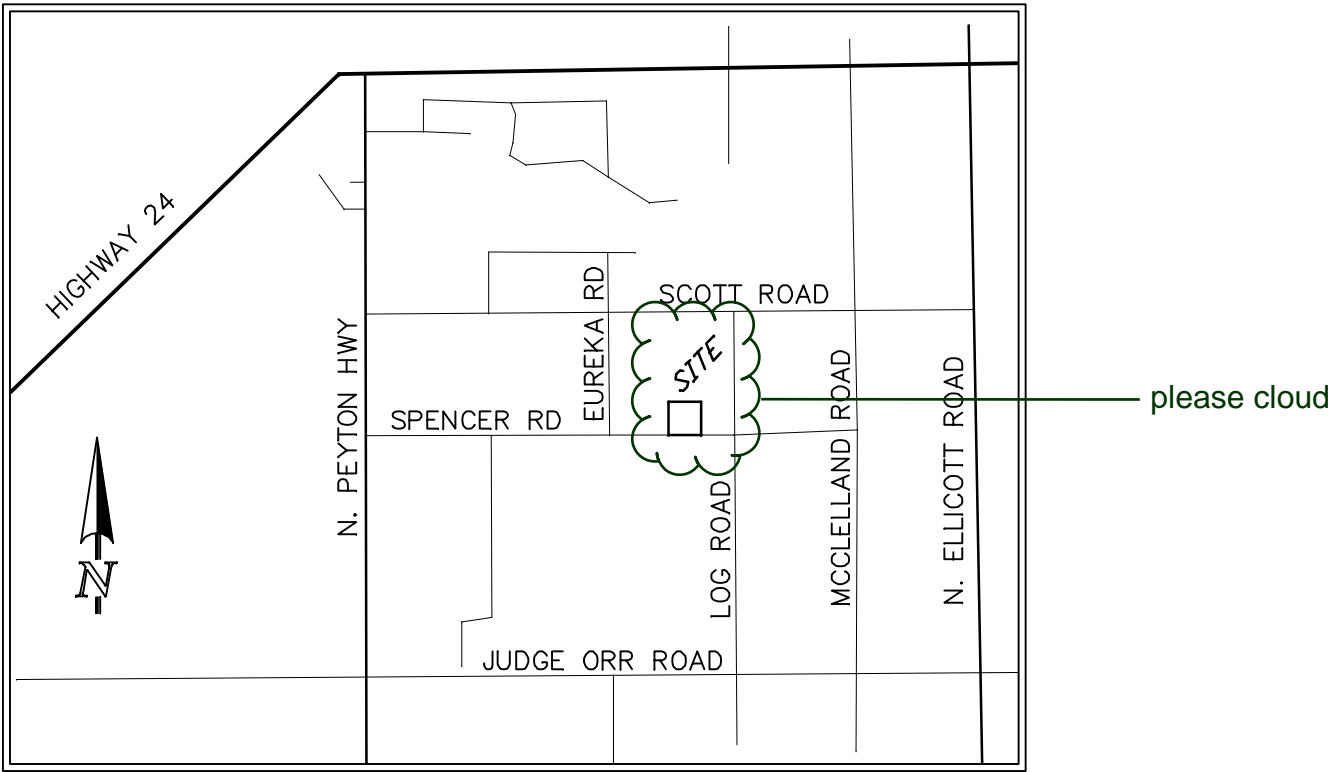 HIGHWAY 24
EUREKA RD
SCOTT ROAD
SITE
N. PEYTON HWY
SPENCER RD
MCCLELLAND ROAD
N. ELLICOTT ROAD
please cloud
LOG ROAD
N
JUDGE ORR ROAD